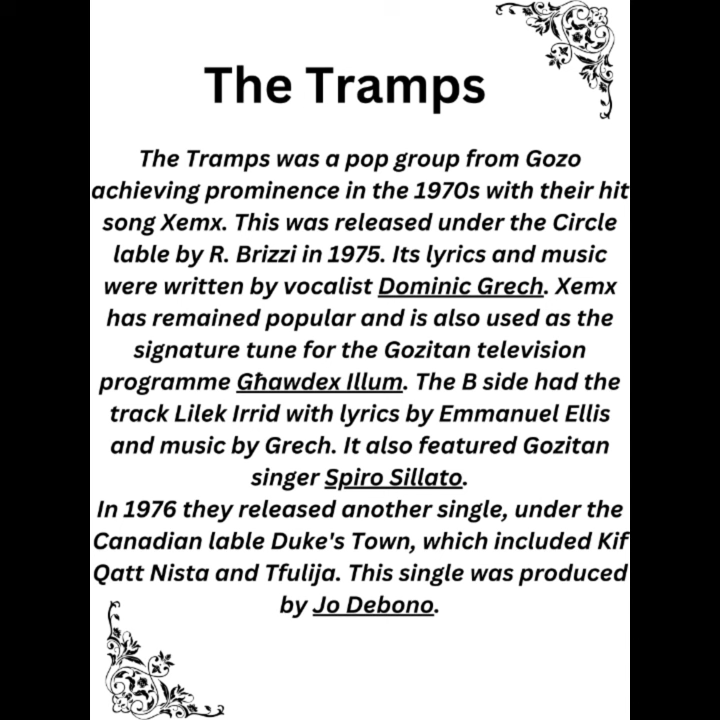 The Tramps
The Tramps was a pop group from Gozo
achieving prominence in the 1970s with their hit
song Xemx. This was released under the Circle
lable by R. Brizzi in 1975. Its lyrics and music
were written by vocalist Dominic Grech. Xemx
has remained popular and is also used as the
signature tune for the Gozitan television
programme Għawdex Illum. The B side had the
track Lilek Irrid with lyrics by Emmanuel Ellis
and music by Grech. It also featured Gozitan
singer Spiro Sillato.
In 1976 they released another single, under the
Canadian lable Duke's Town, which included Kif
Qatt Nista and Tfulija. This single was produced
by Jo Debono.